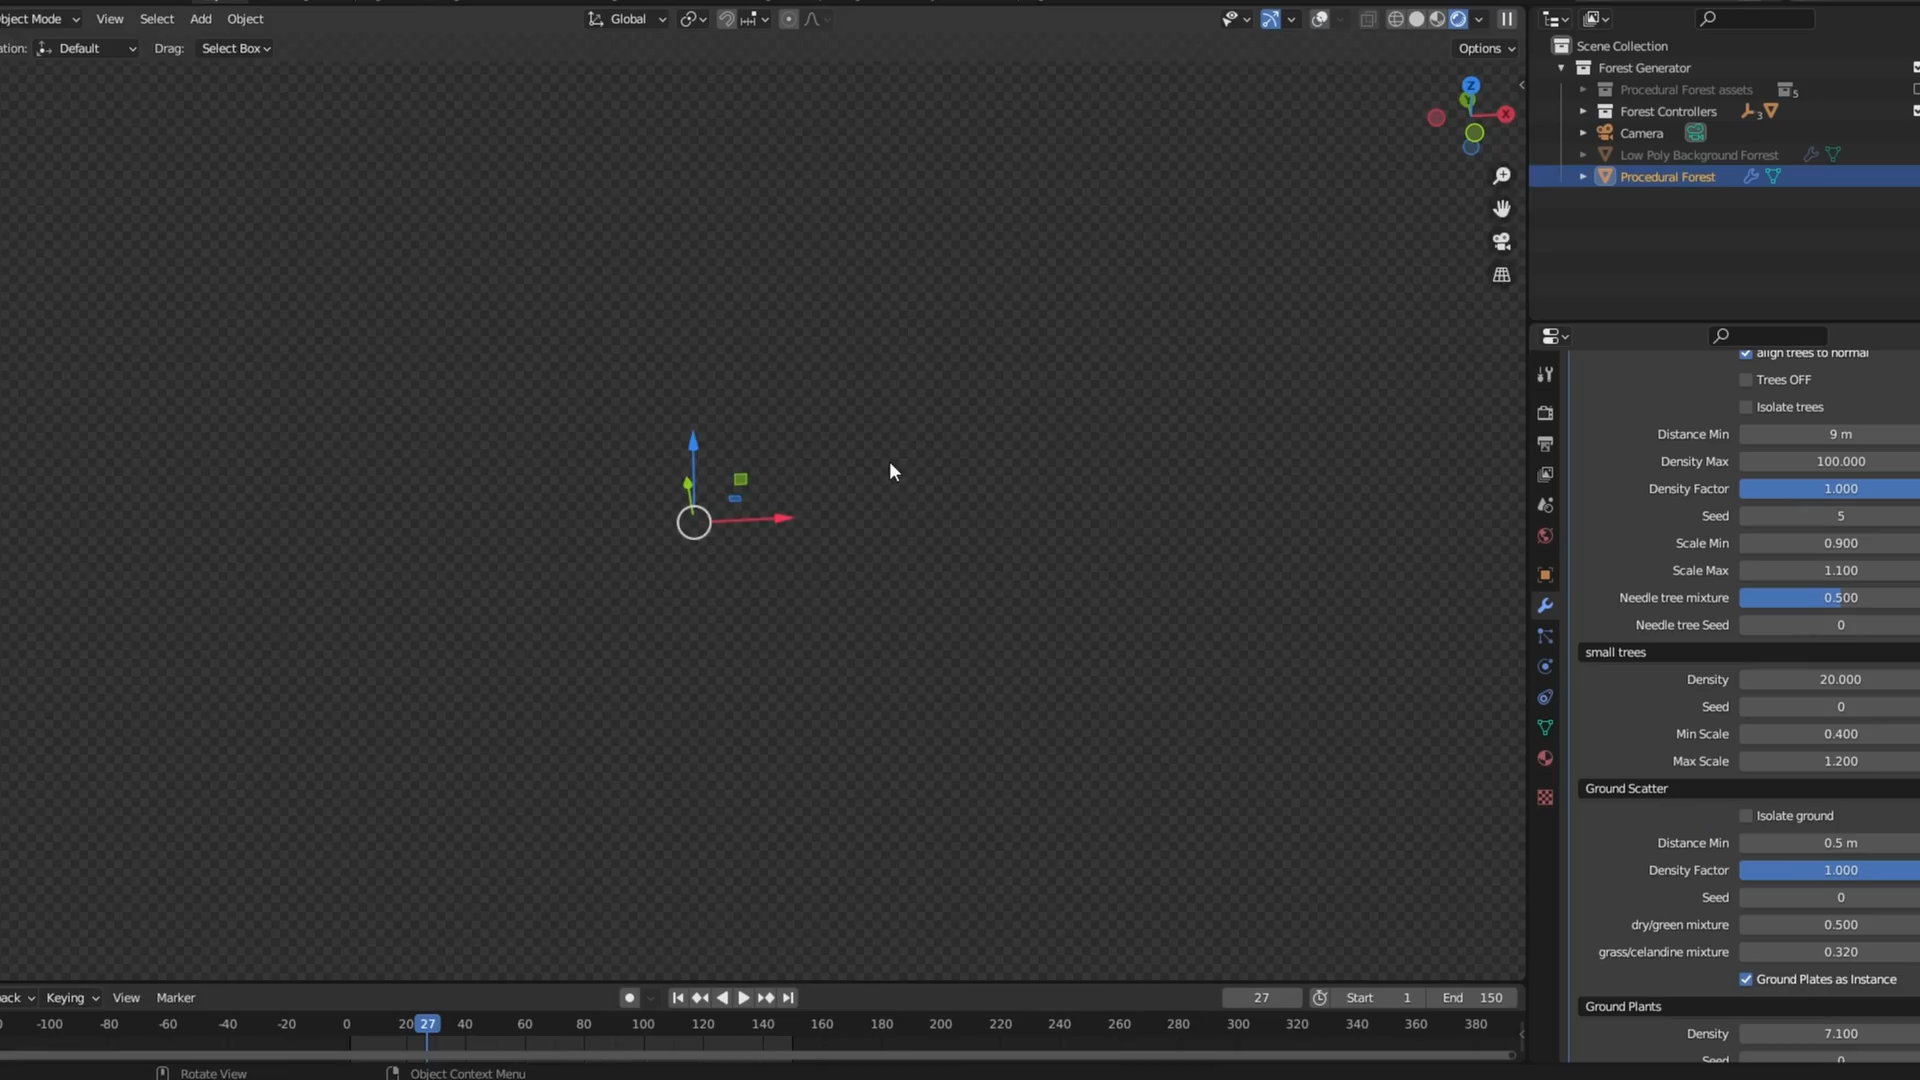 bject Mode
View
Select
Add
Object
Global
ation:
Default
Drag:
Select Box
Options
Scene Collection
Forest Generator
Procedural Forest assets
5
Forest Controllers
3
Camera
Low Poly Background Forrest
Procedural Forest
Z
Y
X
align trees to normal
Trees OFF
Isolate trees
Distance Min 9 m
Density Max 100.000
Density Factor 1.000
Seed 5
Scale Min 0.900
Scale Max 1.100
Needle tree mixture 0.500
Needle tree Seed 0
small trees
Density 20.000
Seed 0
Min Scale 0.400
Max Scale 1.200
Ground Scatter
Isolate ground
Distance Min 0.5 m
Density Factor 1.000
Seed 0
dry/green mixture 0.500
grass/celandine mixture 0.320
Ground Plates as Instance
Ground Plants
Density 7.100
Seed 0
back
Keying
View
Marker
27
Start 1
End 150
0 -100 -80 -60 -40 -20 0 20 27 40 60 80 100 120 140 160 180 200 220 240 260 280 300 320 340 360 380
Rotate View
Object Context Menu